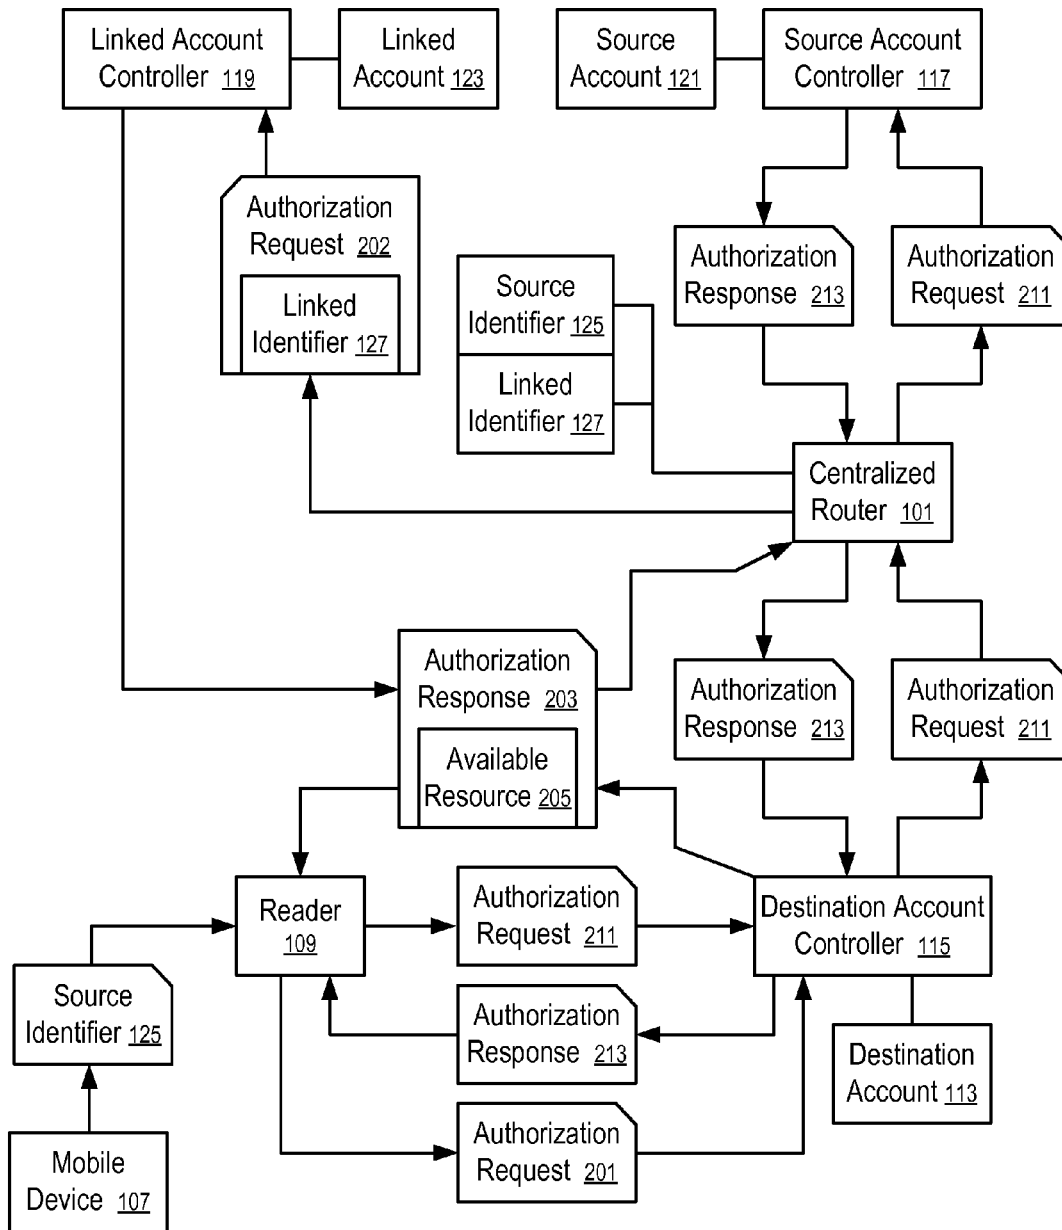 Linked Account
Controller 119
Linked
Account 123
Source
Account 121
Source Account
Controller 117
Authorization
Request 202
Linked
Identifier 127
Source
Identifier 125
Linked
Identifier 127
Authorization
Response 213
Authorization
Request 211
Centralized
Router 101
Authorization
Response 203
Available
Resource 205
Authorization
Response 213
Authorization
Request 211
Reader
109
Authorization
Request 211
Destination Account
Controller 115
Source
Identifier 125
Authorization
Response 213
Destination
Account 113
Mobile
Device 107
Authorization
Request 201